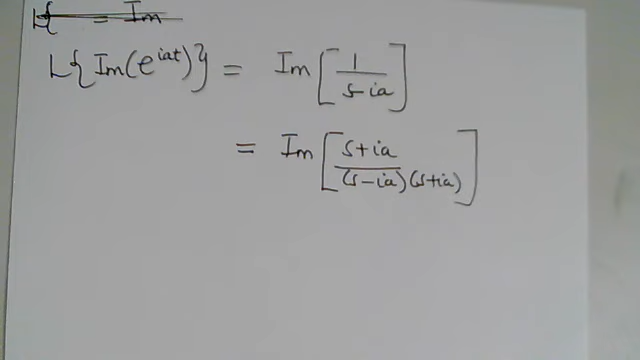 L{ = Im
L{Im(e^{iat})} = Im[1/(s-ia)]
= Im[(s+ia)/((s-ia)(s+ia))]